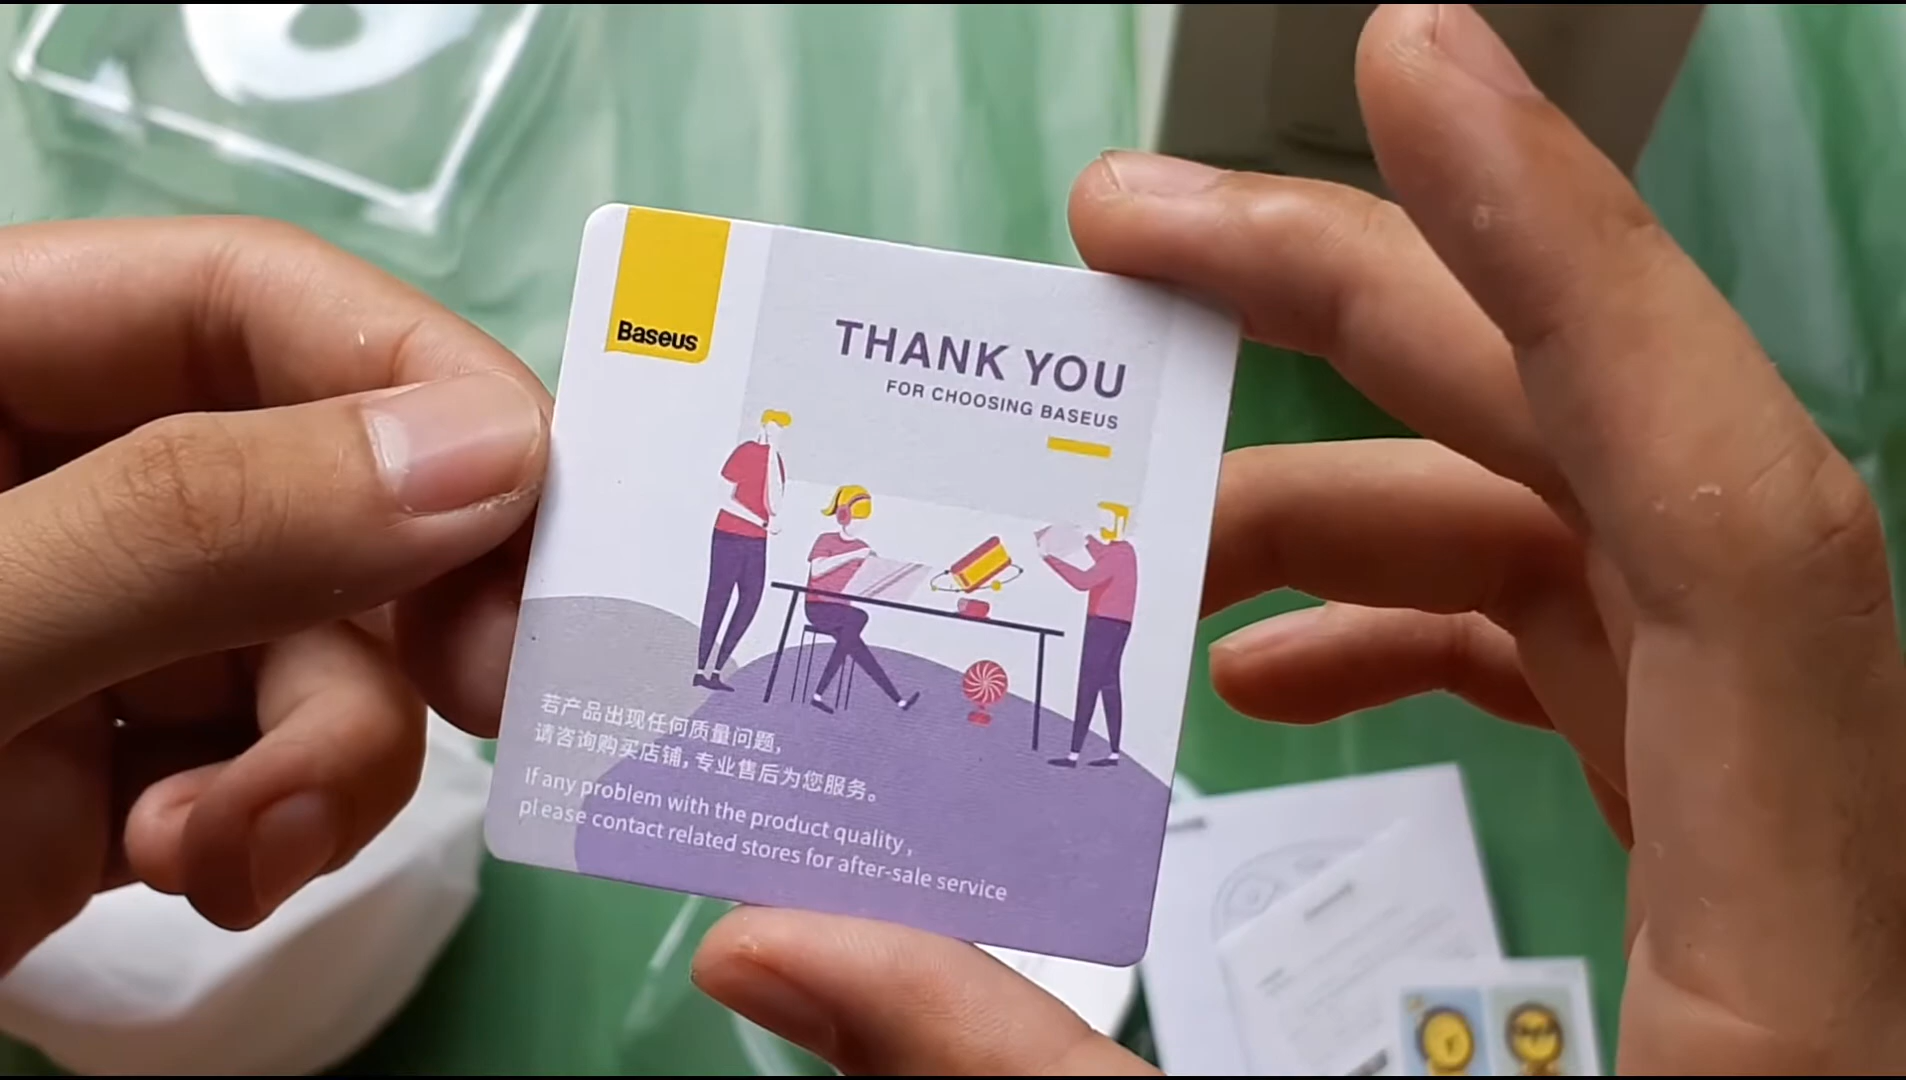 Baseus
THANK YOU
FOR CHOOSING BASEUS
若产品出现任何质量问题,
请咨询购买店铺, 专业售后为您服务。
If any problem with the product quality,
please contact related stores for after-sale service